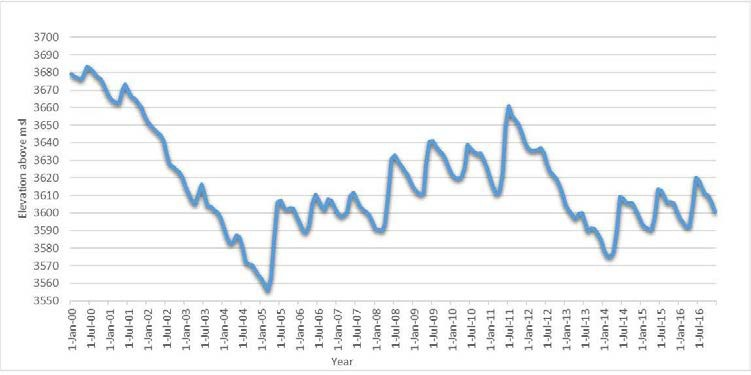 3700
3690
3680
3670
3660
3650
3640
3630
3620
3610
3600
3590
3580
3570
3560
3550
Elevation above msl
1-Jan-00
1-Jul-00
1-Jan-01
1-Jul-01
1-Jan-02
1-Jul-02
1-Jan-03
1-Jul-03
1-Jan-04
1-Jul-04
1-Jan-05
1-Jul-05
1-Jan-06
1-Jul-06
1-Jan-07
1-Jul-07
1-Jan-08
1-Jul-08
1-Jan-09
1-Jul-09
1-Jan-10
1-Jul-10
1-Jan-11
1-Jul-11
1-Jan-12
1-Jul-12
1-Jan-13
1-Jul-13
1-Jan-14
1-Jul-14
1-Jan-15
1-Jul-15
1-Jan-16
1-Jul-16
Year